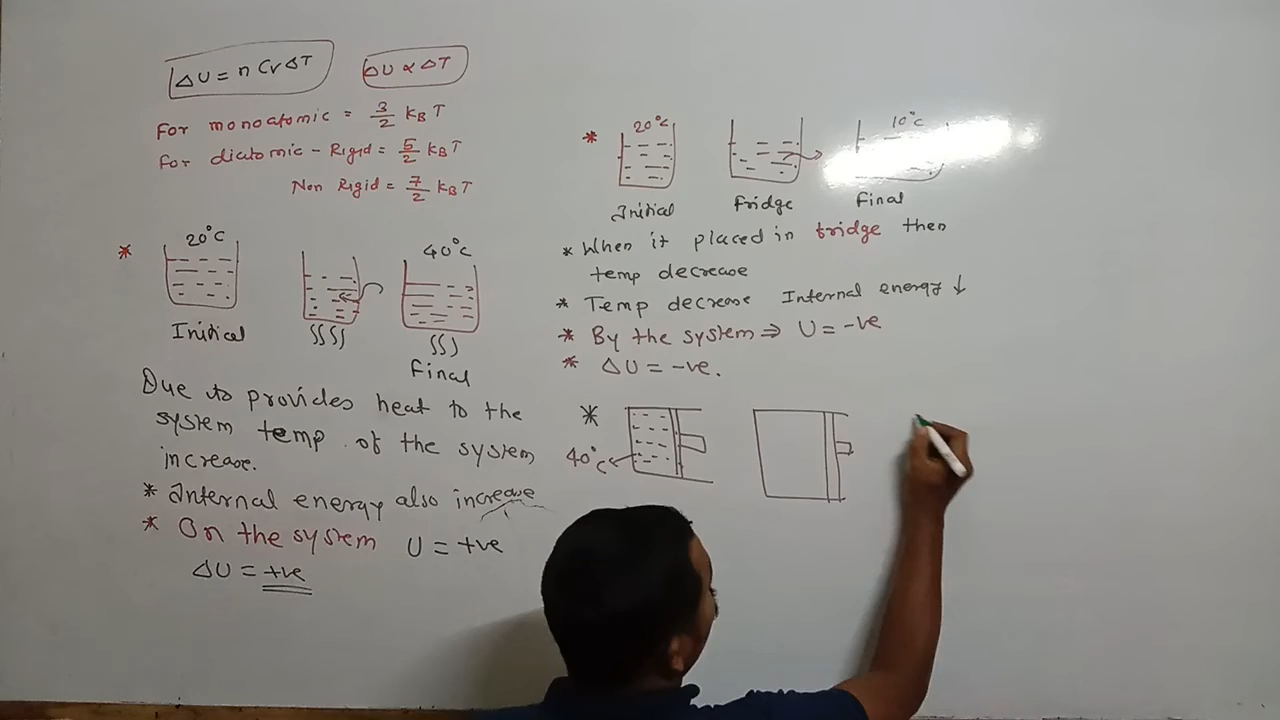 ΔU = n Cv ΔT
ΔU ∝ ΔT
For monoatomic = 3/2 KB T
For diatomic - Rigid = 5/2 KB T
Non Rigid = 7/2 KB T
* 20°C
40°C
Initial
Final
Due to provides heat to the
system temp. of the system
increase.
* Internal energy also increase
* On the system U = +ve
ΔU = +ve
* 20°C
10°C
Initial
Fridge
Final
* When it placed in fridge then
temp decrease
* Temp decrease Internal energy ↓
* By the system ⇒ U = -ve
* ΔU = -ve.
*
40°C